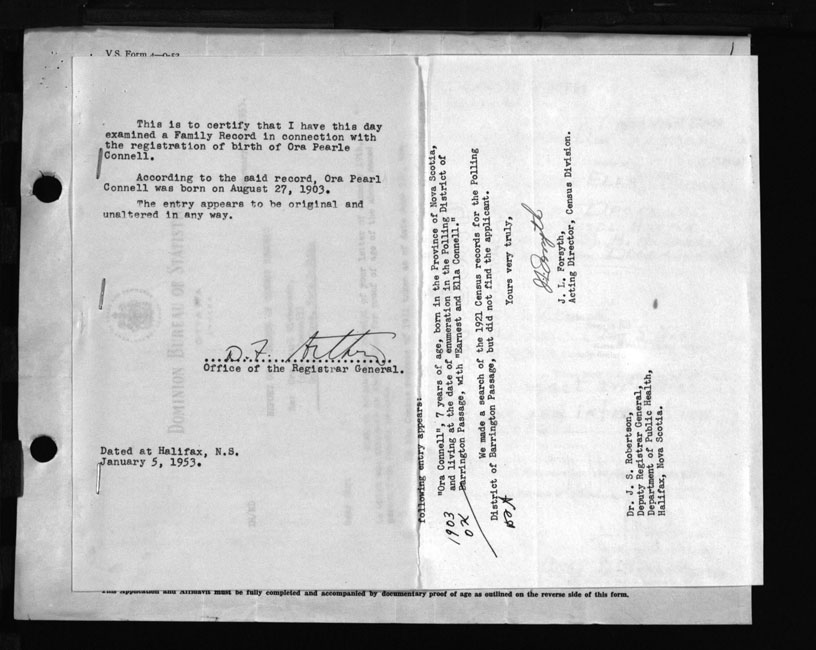 V.S. Form
This is to certify that I have this day
examined a Family Record in connection with
the registration of birth of Ora Pearle
Connell.
According to the said record, Ora Pearl
Connell was born on August 27, 1903.
The entry appears to be original and
unaltered in any way.
DOMINION BUREAU OF
D. F.
Office of the Registrar General.
Dated at Halifax, N.S.
January 5, 1953.
following entry appears:
"Ora Connell", 7 years of age, born in the Province of Nova Scotia,
and living at the date of enumeration in the Polling District of
Barrington Passage, with "Earnest and Ella Connell."
1903
OK
We made a search of the 1921 Census records for the Polling
District of Barrington Passage, but did not find the applicant.
Yours very truly,
J. L. Forsyth,
Acting Director, Census Division.
Dr. J. S. Robertson,
Deputy Registrar General,
Department of Public Health,
Halifax, Nova Scotia.
This Application and Affidavit must be fully completed and accompanied by documentary proof of age as outlined on the reverse side of this form.